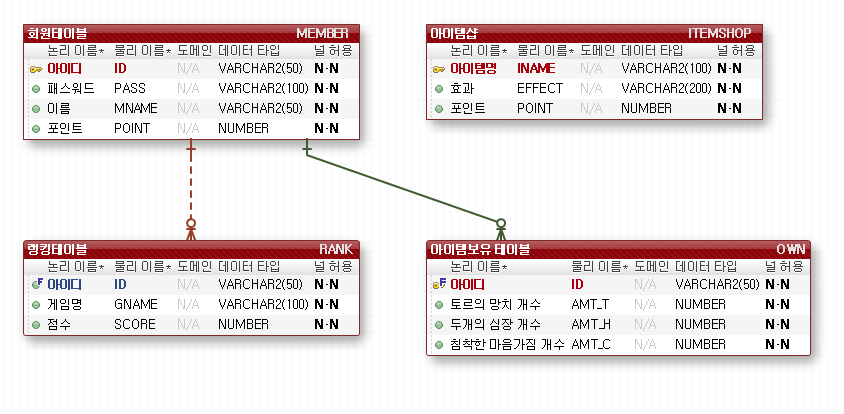 회원테이블 MEMBER
논리 이름* 물리 이름* 도메인 데이터 타입 널 허용
아이디 ID N/A VARCHAR2(50) N-N
패스워드 PASS N/A VARCHAR2(100) N-N
이름 MNAME N/A VARCHAR2(50) N-N
포인트 POINT N/A NUMBER N-N
아이템샵 ITEMSHOP
논리 이름* 물리 이름* 도메인 데이터 타입 널 허용
아이템명 INAME N/A VARCHAR2(100) N-N
효과 EFFECT N/A VARCHAR2(200) N-N
포인트 POINT N/A NUMBER N-N
랭킹테이블 RANK
논리 이름* 물리 이름* 도메인 데이터 타입 널 허용
아이디 ID N/A VARCHAR2(50) N-N
게임명 GNAME N/A VARCHAR2(100) N-N
점수 SCORE N/A NUMBER N-N
아이템보유 테이블 OWN
논리 이름* 물리 이름* 도메인 데이터 타입 널 허용
아이디 ID N/A VARCHAR2(50) N-N
토르의 망치 개수 AMT_T N/A NUMBER N-N
두개의 심장 개수 AMT_H N/A NUMBER N-N
침착한 마음가짐 개수 AMT_C N/A NUMBER N-N